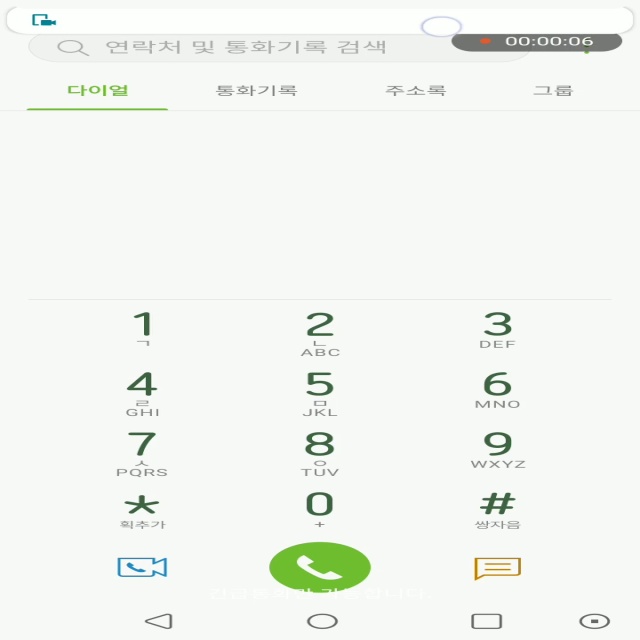 00:00:06
연락처 및 통화기록 검색
다이얼 통화기록 주소록 그룹
1 2 3
ㄱ ㄴ DEF
ABC
4 5 6
ㄹ ㅁ MNO
GHI JKL
7 8 9
ㅅ ㅇ WXYZ
PQRS TUV
* 0 #
획추가 + 쌍자음